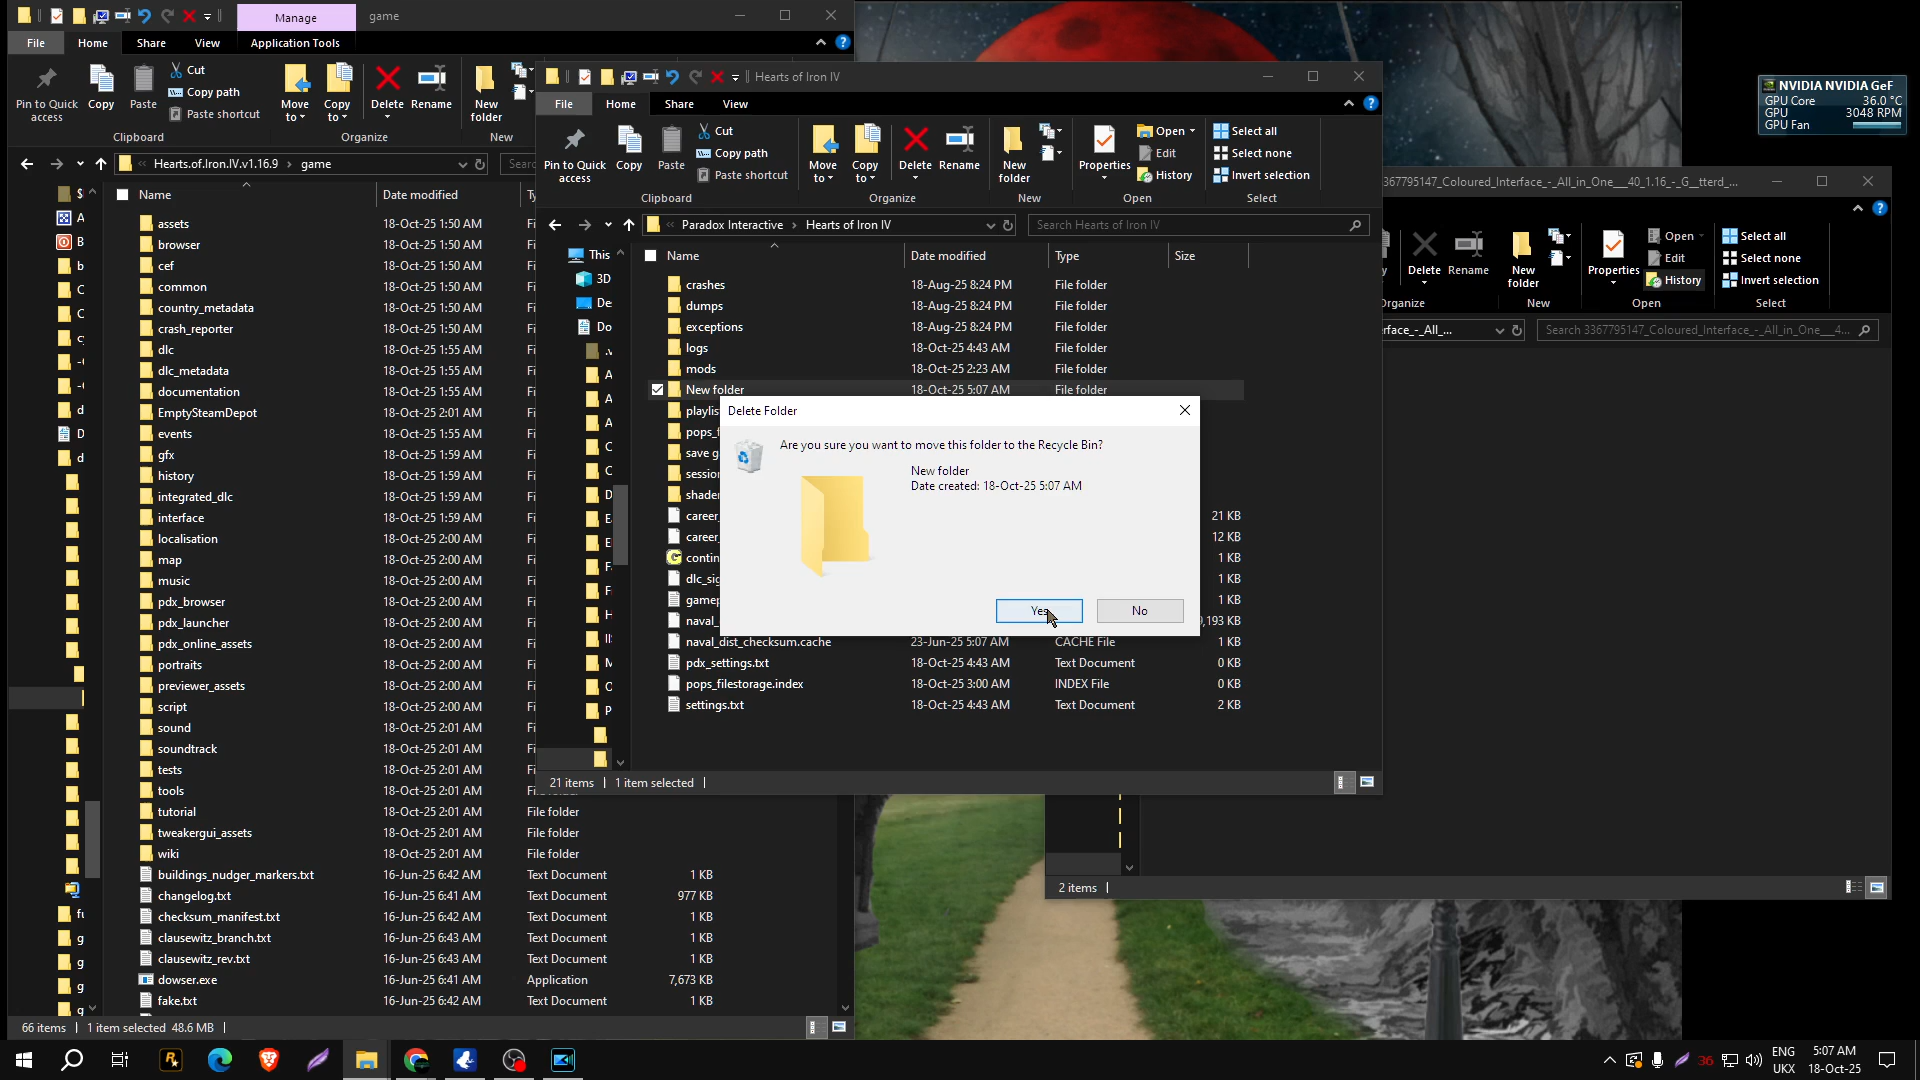 Manage
game
File
Home
Share
View
Application Tools
Pin to Quick access
Copy
Paste
Cut
Copy path
Paste shortcut
Clipboard
Move to
Copy to
Delete
Rename
Organize
New folder
New
Hearts.of.Iron.IV.v1.16.9
game
Name
Date modified
assets 18-Oct-25 1:50 AM
browser 18-Oct-25 1:50 AM
cef 18-Oct-25 1:50 AM
common 18-Oct-25 1:50 AM
country_metadata 18-Oct-25 1:50 AM
crash_reporter 18-Oct-25 1:50 AM
dlc 18-Oct-25 1:55 AM
dlc_metadata 18-Oct-25 1:55 AM
documentation 18-Oct-25 1:55 AM
EmptySteamDepot 18-Oct-25 2:01 AM
events 18-Oct-25 1:55 AM
gfx 18-Oct-25 1:59 AM
history 18-Oct-25 1:59 AM
integrated_dlc 18-Oct-25 1:59 AM
interface 18-Oct-25 1:59 AM
localisation 18-Oct-25 1:59 AM
map 18-Oct-25 2:00 AM
music 18-Oct-25 2:00 AM
pdx_browser 18-Oct-25 2:00 AM
pdx_launcher 18-Oct-25 2:00 AM
pdx_online_assets 18-Oct-25 2:00 AM
portraits 18-Oct-25 2:00 AM
previewer_assets 18-Oct-25 2:00 AM
script 18-Oct-25 2:00 AM
sound 18-Oct-25 2:01 AM
soundtrack 18-Oct-25 2:01 AM
tests 18-Oct-25 2:01 AM
tools 18-Oct-25 2:01 AM
tutorial 18-Oct-25 2:01 AM File folder
tweakergui_assets 18-Oct-25 2:01 AM File folder
wiki 18-Oct-25 2:01 AM File folder
buildings_nudger_markers.txt 16-Jun-25 6:42 AM Text Document 1 KB
changelog.txt 16-Jun-25 6:41 AM Text Document 977 KB
checksum_manifest.txt 16-Jun-25 6:42 AM Text Document 1 KB
clausewitz_branch.txt 16-Jun-25 6:43 AM Text Document 1 KB
clausewitz_rev.txt 16-Jun-25 6:43 AM Text Document 1 KB
dowser.exe 16-Jun-25 6:41 AM Application 7,673 KB
fake.txt 16-Jun-25 6:42 AM Text Document 1 KB
66 items 1 item selected 48.6 MB
Hearts of Iron IV
File
Home
Share
View
Pin to Quick access
Copy
Paste
Cut
Copy path
Paste shortcut
Clipboard
Move to
Copy to
Delete
Rename
Organize
New folder
New
Properties
Open
Edit
History
Open
Select all
Select none
Invert selection
Select
Paradox Interactive
Hearts of Iron IV
Search Hearts of Iron IV
This
3D
De
Do
Name Date modified Type Size
crashes 18-Aug-25 8:24 PM File folder
dumps 18-Aug-25 8:24 PM File folder
exceptions 18-Aug-25 8:24 PM File folder
logs 18-Oct-25 4:43 AM File folder
mods 18-Oct-25 2:23 AM File folder
New folder 18-Oct-25 5:07 AM File folder
playlis
pops_f
save g
session
shader
career_ 21 KB
career_ 12 KB
contin 1 KB
dlc_sig 1 KB
gamep 1 KB
naval_ ,193 KB
naval_dist_checksum.cache 23-Jun-25 5:07 AM CACHE File 1 KB
pdx_settings.txt 18-Oct-25 4:43 AM Text Document 0 KB
pops_filestorage.index 18-Oct-25 3:00 AM INDEX File 0 KB
settings.txt 18-Oct-25 4:43 AM Text Document 2 KB
21 items 1 item selected
Delete Folder
Are you sure you want to move this folder to the Recycle Bin?
New folder
Date created: 18-Oct-25 5:07 AM
Yes
No
NVIDIA NVIDIA GeF
GPU Core 36.0 °C
GPU 3048 RPM
GPU Fan
367795147_Coloured_Interface_-_All_in_One___40_1.16_-_G__tterd_...
Delete
Rename
Organize
New folder
New
Properties
Open
Edit
History
Open
Select all
Select none
Invert selection
Select
erface_-_All_...
Search 3367795147_Coloured_Interface_-_All_in_One___4...
2 items
36
ENG
UKX
5:07 AM
18-Oct-25